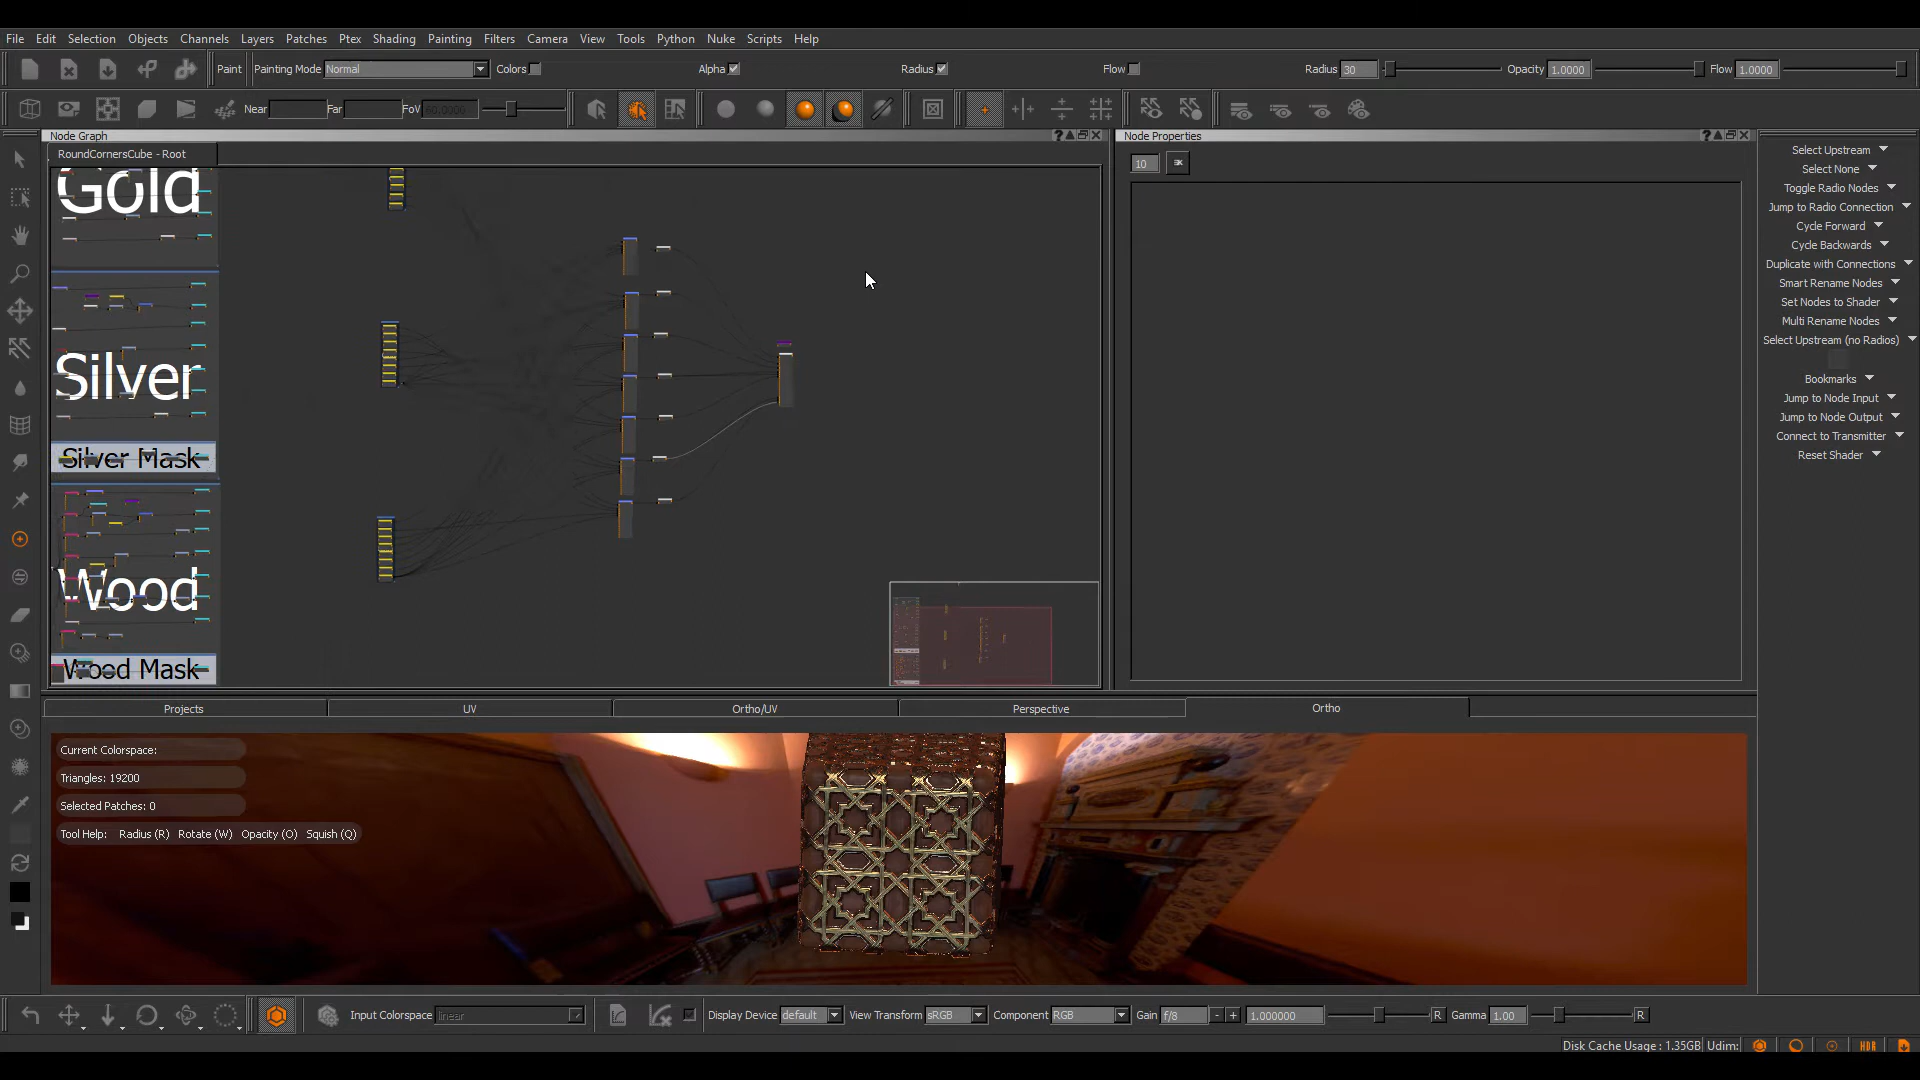 File Edit Selection Objects Channels Layers Patches Ptex Shading Painting Filters Camera View Tools Python Nuke Scripts Help
Paint Painting Mode Normal Colors Alpha Radius Flow Radius 30 Opacity 1.0000 Flow 1.0000
Near Far FoV 60.0000
Node Graph
Node Properties
RoundCornersCube - Root
10
Gold
Silver
Silver Mask
Wood
Wood Mask
Select Upstream
Select None
Toggle Radio Nodes
Jump to Radio Connection
Cycle Forward
Cycle Backwards
Duplicate with Connections
Smart Rename Nodes
Set Nodes to Shader
Multi Rename Nodes
Select Upstream (no Radios)
Bookmarks
Jump to Node Input
Jump to Node Output
Connect to Transmitter
Reset Shader
Projects UV Ortho/UV Perspective Ortho
Current Colorspace:
Triangles: 19200
Selected Patches: 0
Tool Help: Radius (R) Rotate (W) Opacity (O) Squish (Q)
Input Colorspace linear Display Device default View Transform sRGB Component RGB Gain f/8 - + 1.000000 R Gamma 1.00 R
Disk Cache Usage : 1.35GB Udim: HDR